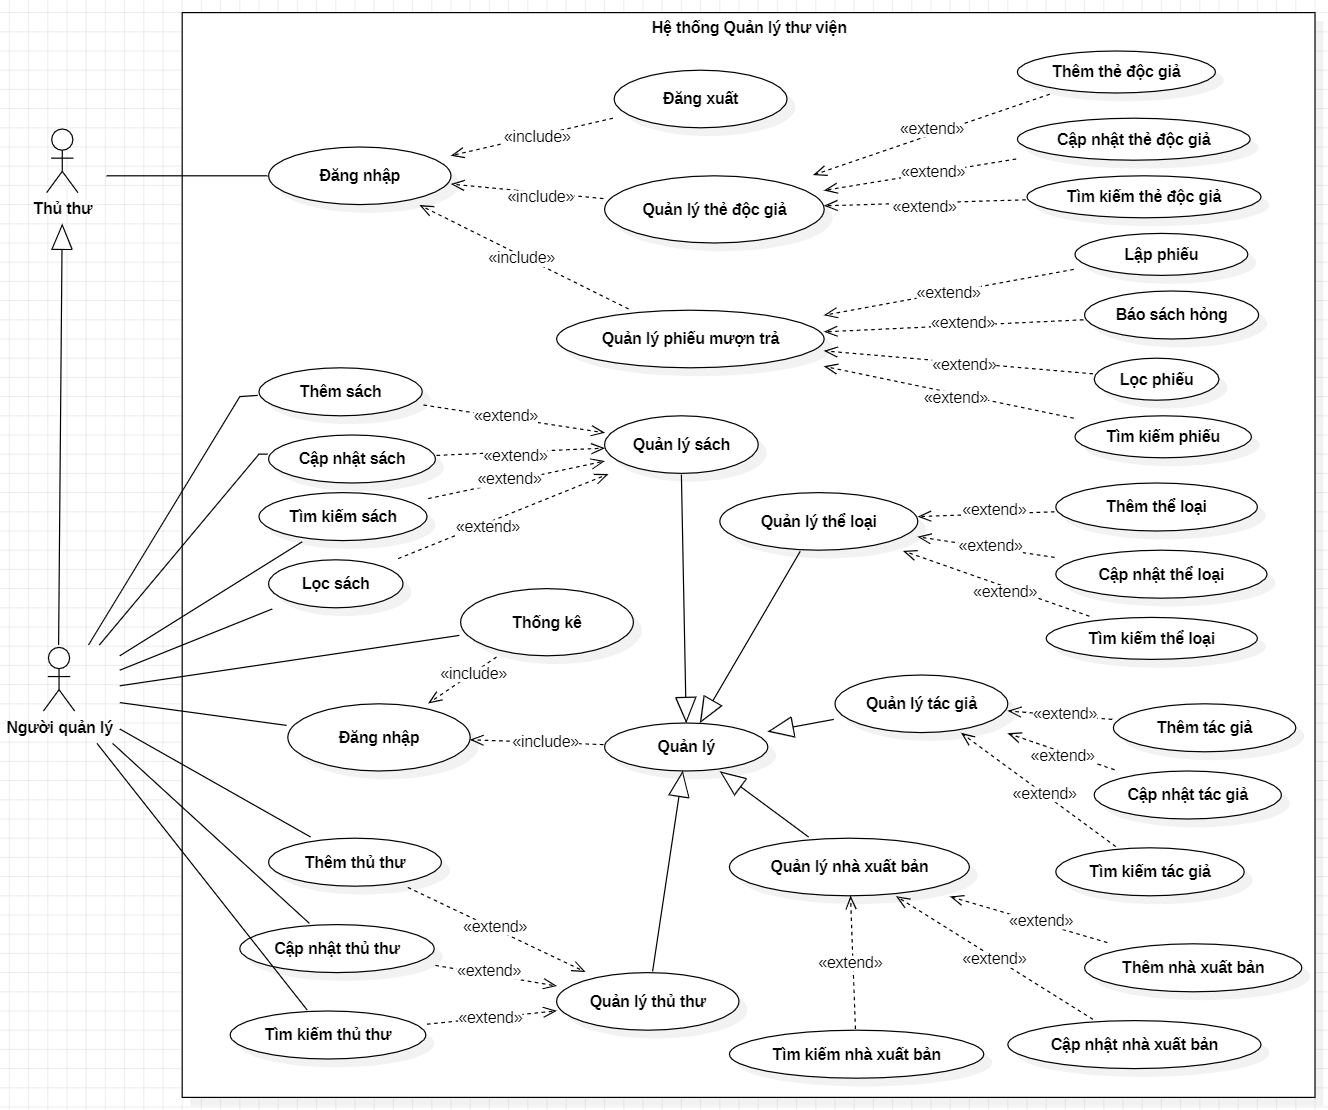 Hệ thống Quản lý thư viện
Thêm thẻ độc giả
Đăng xuất
«extend»
«include»
Cập nhật thẻ độc giả
Đăng nhập
«extend»
Thủ thư
«include»
Quản lý thẻ độc giả
Tìm kiếm thẻ độc giả
«extend»
«include»
Lập phiếu
«extend»
Báo sách hỏng
«extend»
Quản lý phiếu mượn trả
«extend»
Lọc phiếu
«extend»
Tìm kiếm phiếu
Thêm sách
«extend»
Quản lý sách
Cập nhật sách
«extend»
«extend»
Tìm kiếm sách
«extend»
Quản lý thể loại
«extend»
Thêm thể loại
«extend»
Cập nhật thể loại
«extend»
Tìm kiếm thể loại
Lọc sách
Thống kê
«include»
Người quản lý
Đăng nhập
«include»
Quản lý
Quản lý tác giả
«extend»
Thêm tác giả
«extend»
Cập nhật tác giả
«extend»
Tìm kiếm tác giả
Thêm thủ thư
Quản lý nhà xuất bản
«extend»
«extend»
Cập nhật thủ thư
«extend»
«extend»
«extend»
Thêm nhà xuất bản
Quản lý thủ thư
«extend»
Tìm kiếm thủ thư
Tìm kiếm nhà xuất bản
Cập nhật nhà xuất bản